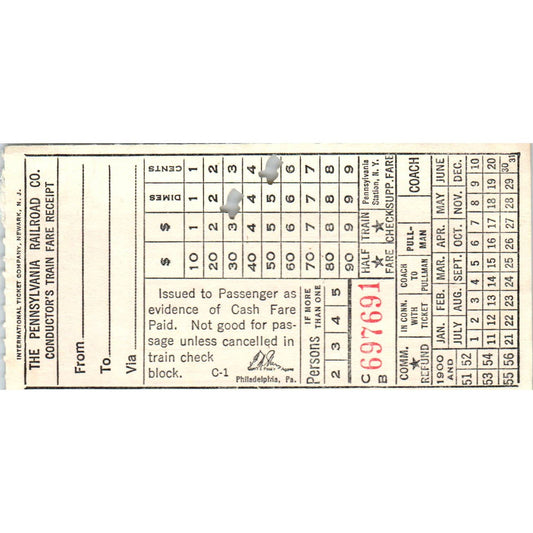 INTERNATIONAL TICKET COMPANY, NEWARK, N. J.
THE PENNSYLVANIA RAILROAD CO.
CONDUCTOR'S TRAIN FARE RECEIPT
From
To
Via
CENTS 1 2 3 4 5 6 7 8 9
DIMES 1 2 3 4 5 6 7 8 9
$ 1 2 3 4 5 6 7 8 9
$ 10 20 30 40 50 60 70 80 90
Issued to Passenger as
evidence of Cash Fare
Paid. Not good for pas-
sage unless cancelled in
train check
block. C-1
Philadelphia, Pa.
Persons IF MORE
THAN ONE
2 3 4 5
Pennsylvania
Station, N. Y.
HALF ★ FARE
TRAIN ★ CHECK
SUPP. FARE
C
B
697691
COACH
PULL-
MAN
COACH
TO
PULLMAN
IN CONN.
WITH
TICKET
COMM.
★
REFUND
JAN. FEB. MAR. APR. MAY JUNE
JULY AUG. SEPT. OCT. NOV. DEC.
1900
AND
51 52
53 54
55 56
1 2 3 4 5 6 7 8 9 10
11 12 13 14 15 16 17 18 19 20
21 22 23 24 25 26 27 28 29 30 31